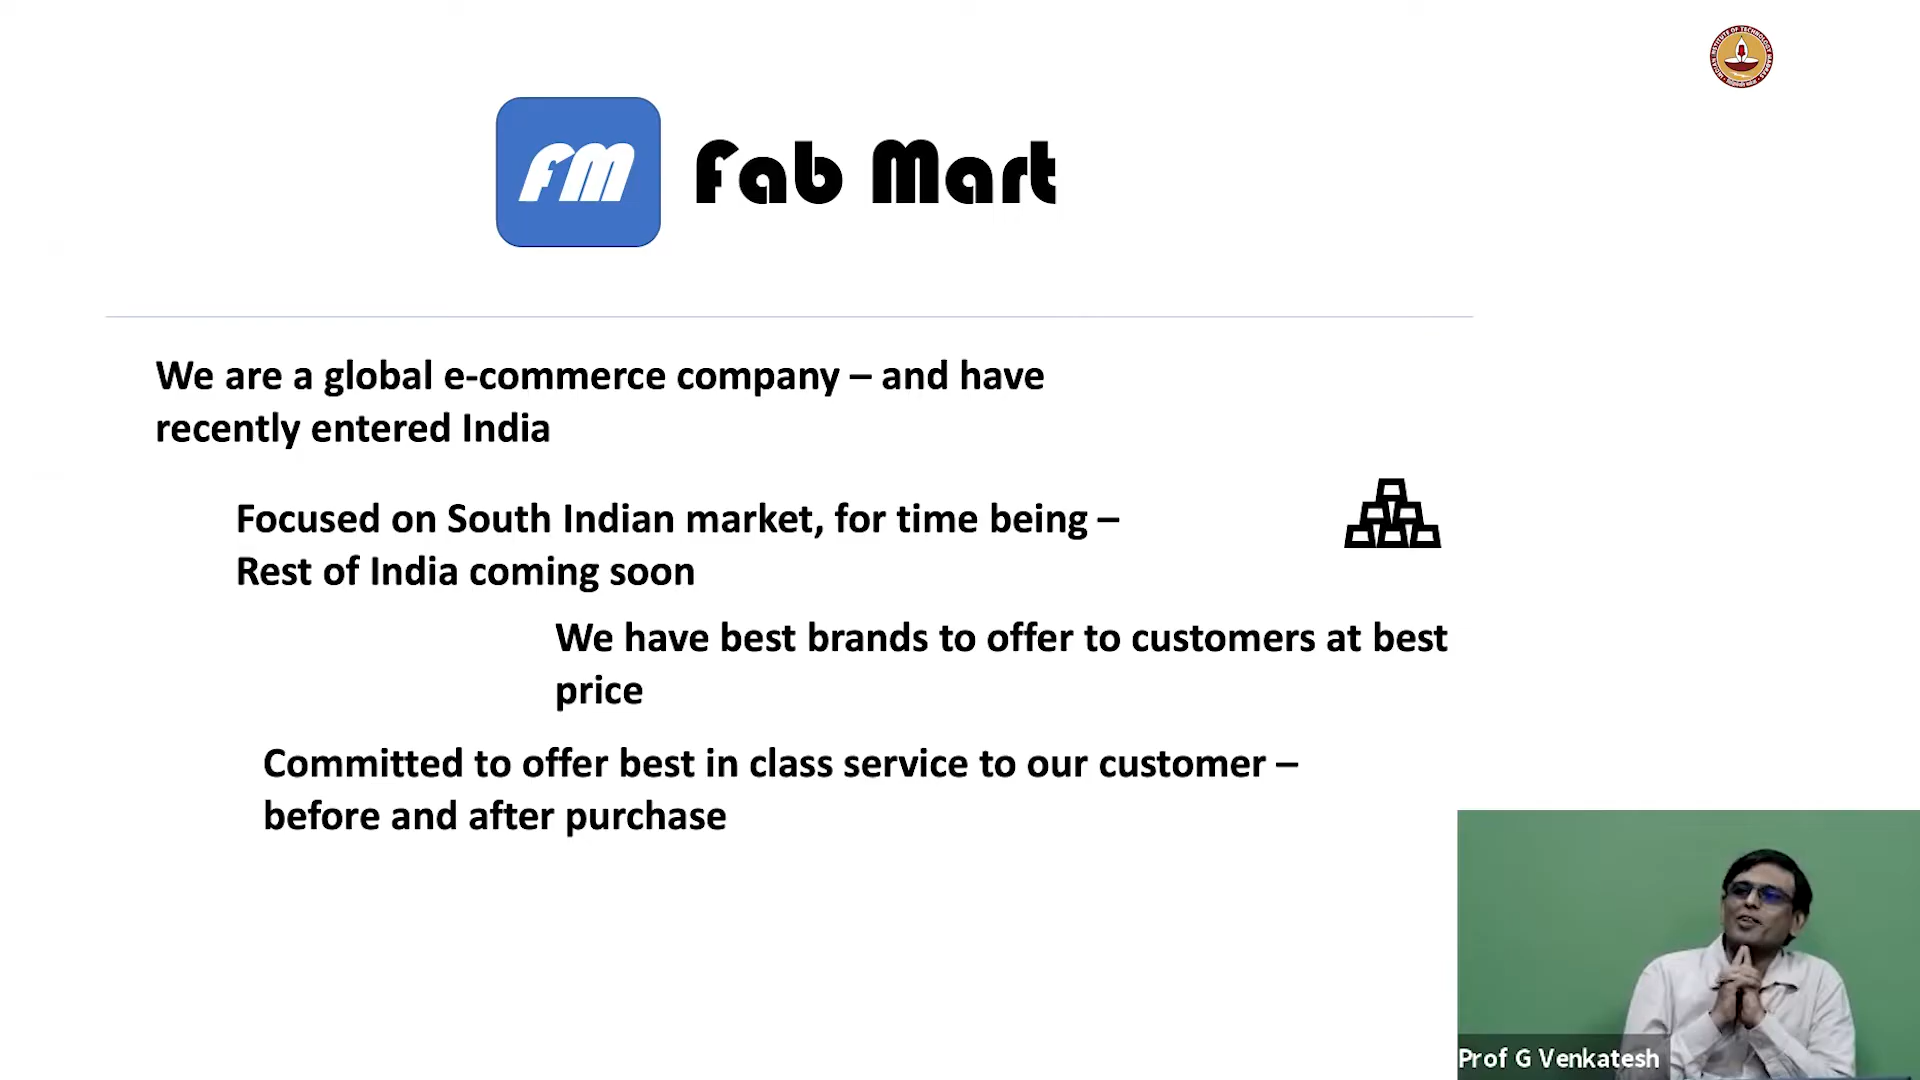 FM
Fab Mart
We are a global e-commerce company – and have
recently entered India
Focused on South Indian market, for time being –
Rest of India coming soon
We have best brands to offer to customers at best
price
Committed to offer best in class service to our customer –
before and after purchase
Prof G Venkatesh